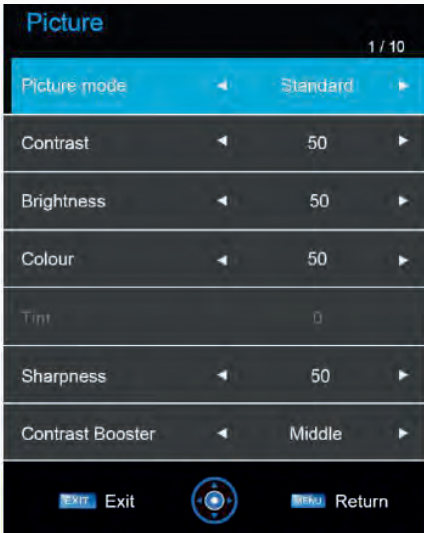 Picture
1 / 10
Picture mode Standard
Contrast 50
Brightness 50
Colour 50
Tint 0
Sharpness 50
Contrast Booster Middle
EXIT Exit MENU Return